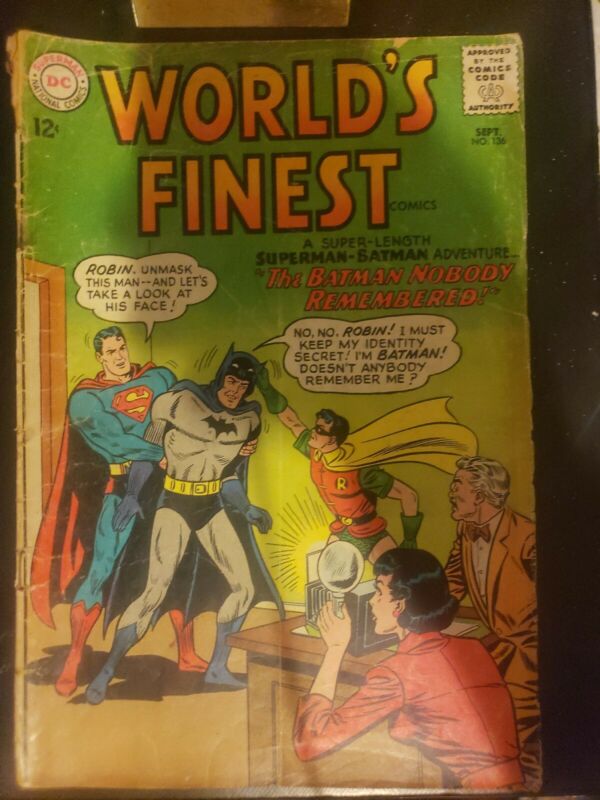 SUPERMAN
DC
NATIONAL COMICS
12¢
WORLD'S
FINEST
COMICS
APPROVED
BY THE
COMICS
CODE
CA
AUTHORITY
SEPT.
NO. 136
A SUPER-LENGTH
SUPERMAN-BATMAN ADVENTURE...
"The BATMAN NOBODY
REMEMBERED!"
ROBIN, UNMASK
THIS MAN--AND LET'S
TAKE A LOOK AT
HIS FACE!
NO, NO, ROBIN! I MUST
KEEP MY IDENTITY
SECRET! I'M BATMAN!
DOESN'T ANYBODY
REMEMBER ME?
S
R